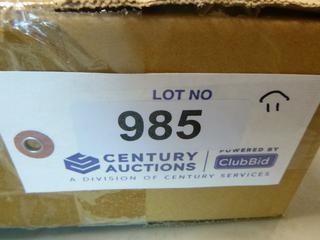 LOT NO
985
CENTURY AUCTIONS
POWERED BY
ClubBid
A DIVISION OF CENTURY SERVICES